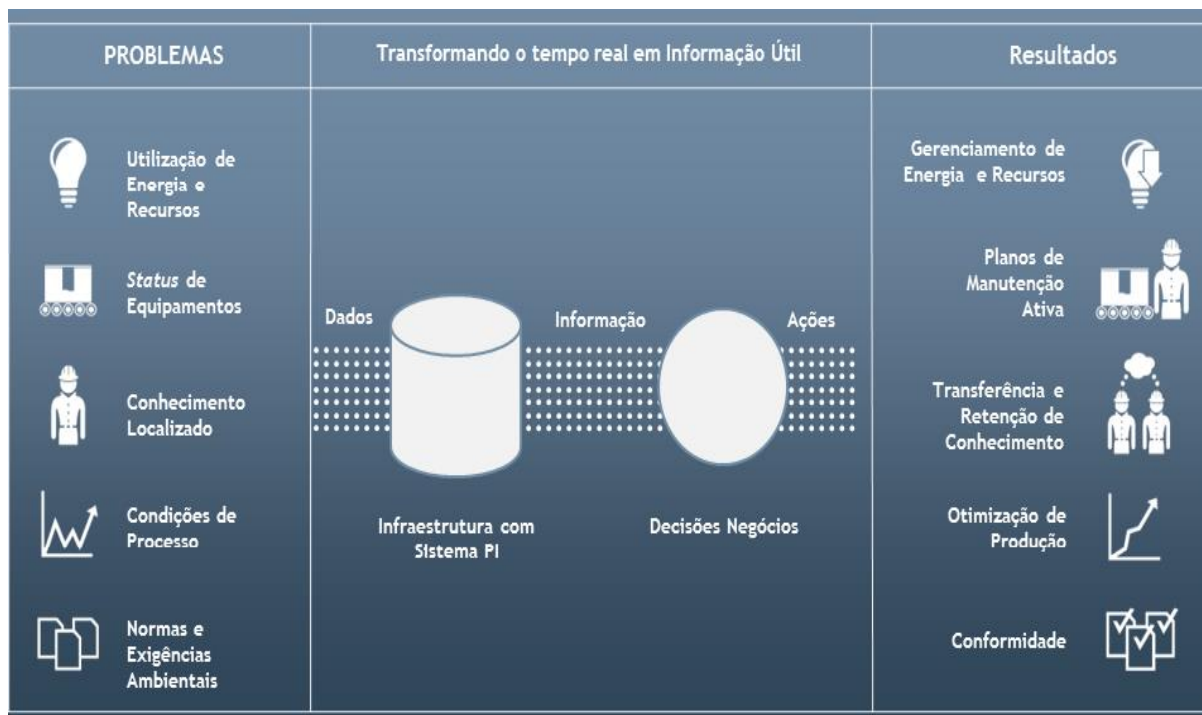 PROBLEMAS
Transformando o tempo real em Informação Útil
Resultados
Utilização de
Energia e
Recursos
Status de
Equipamentos
Conhecimento
Localizado
Condições de
Processo
Normas e
Exigências
Ambientais
Dados
Informação
Ações
Infraestrutura com
Sistema PI
Decisões Negócios
Gerenciamento de
Energia e Recursos
Planos de
Manutenção
Ativa
Transferência e
Retenção de
Conhecimento
Otimização de
Produção
Conformidade